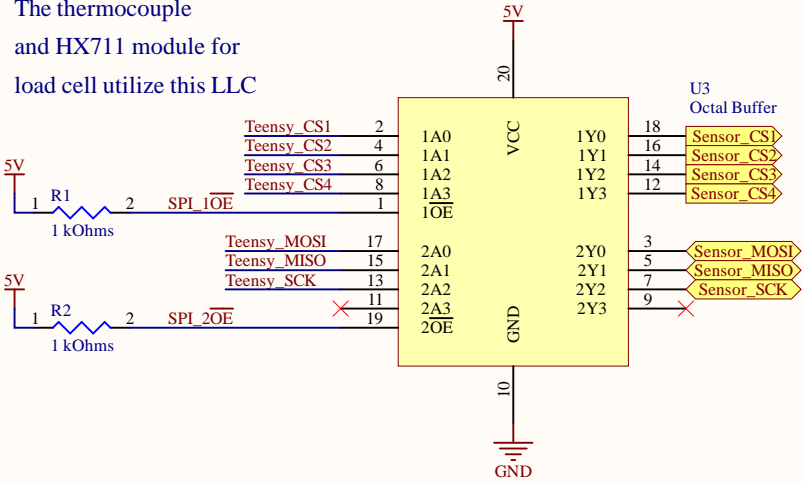 The thermocouple
and HX711 module for
load cell utilize this LLC
5V
20
U3
Octal Buffer
Teensy_CS1 2 1A0 VCC 1Y0 18 Sensor_CS1
Teensy_CS2 4 1A1 1Y1 16 Sensor_CS2
Teensy_CS3 6 1A2 1Y2 14 Sensor_CS3
Teensy_CS4 8 1A3 1Y3 12 Sensor_CS4
5V
1 R1 2 SPI_1OE 1 1OE
1 kOhms
Teensy_MOSI 17 2A0 2Y0 3 Sensor_MOSI
Teensy_MISO 15 2A1 2Y1 5 Sensor_MISO
Teensy_SCK 13 2A2 2Y2 7 Sensor_SCK
11 2A3 2Y3 9
5V
1 R2 2 SPI_2OE 19 2OE
1 kOhms
GND
10
GND